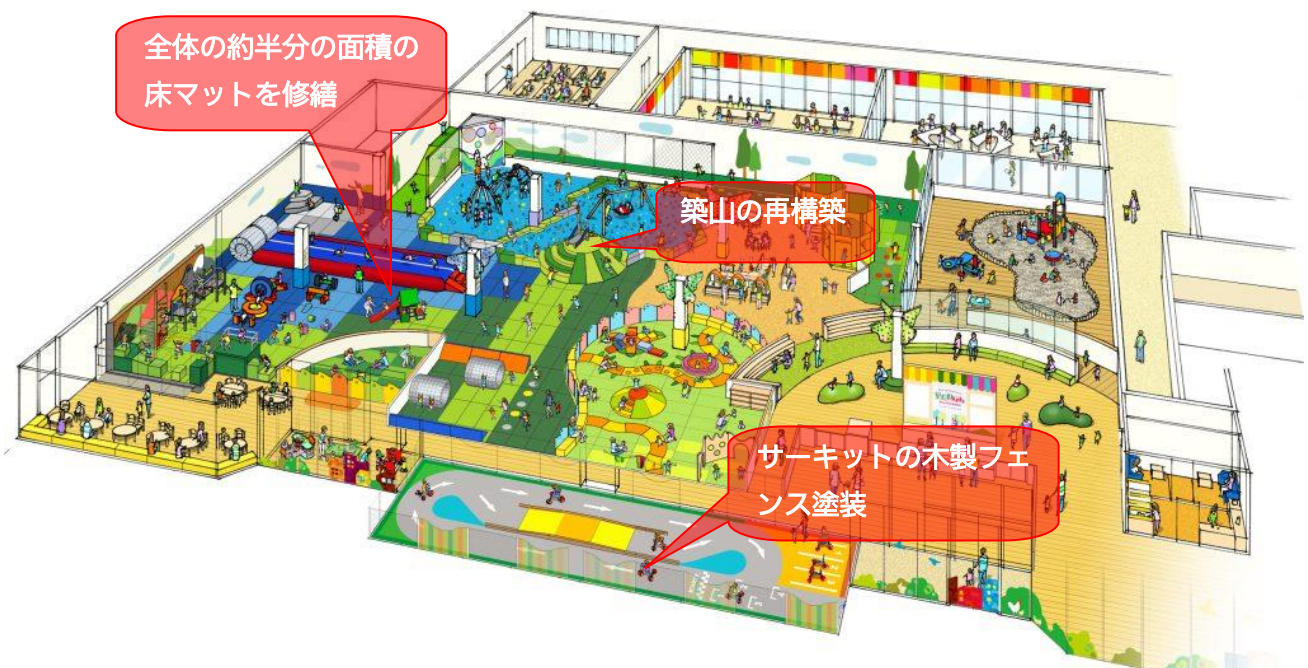 全体の約半分の面積の
床マットを修繕
築山の再構築
サーキットの木製フェ
ンス塗装